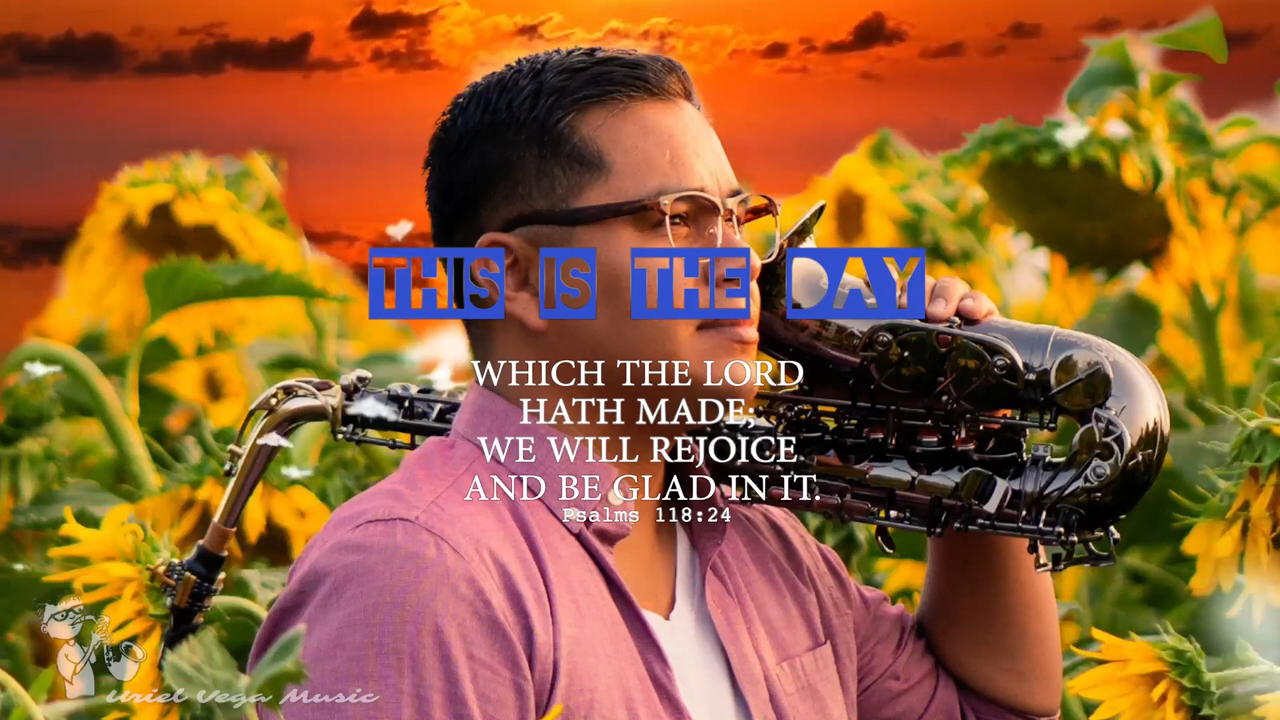 THIS IS THE DAY
WHICH THE LORD
HATH MADE;
WE WILL REJOICE
AND BE GLAD IN IT.
Psalms 118:24
Uriel Vega Music